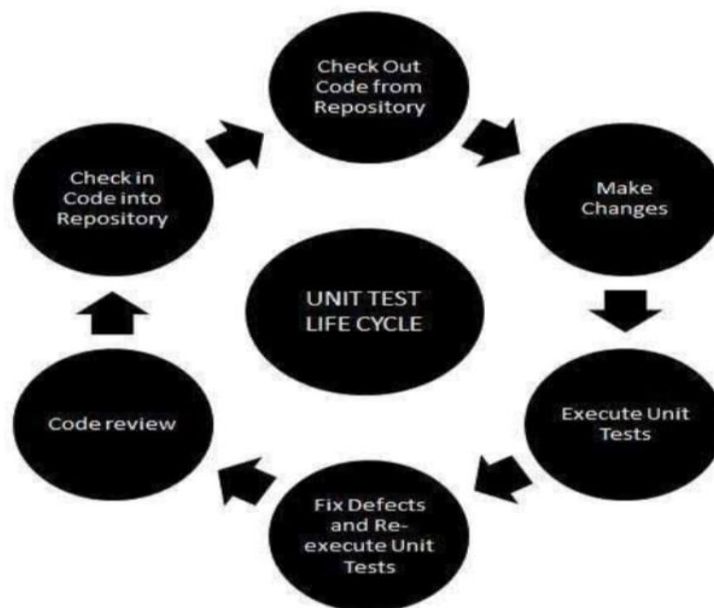 Check Out
Code from
Repository
Make
Changes
Execute Unit
Tests
Fix Defects
and Re-
execute Unit
Tests
Code review
Check in
Code into
Repository
UNIT TEST
LIFE CYCLE